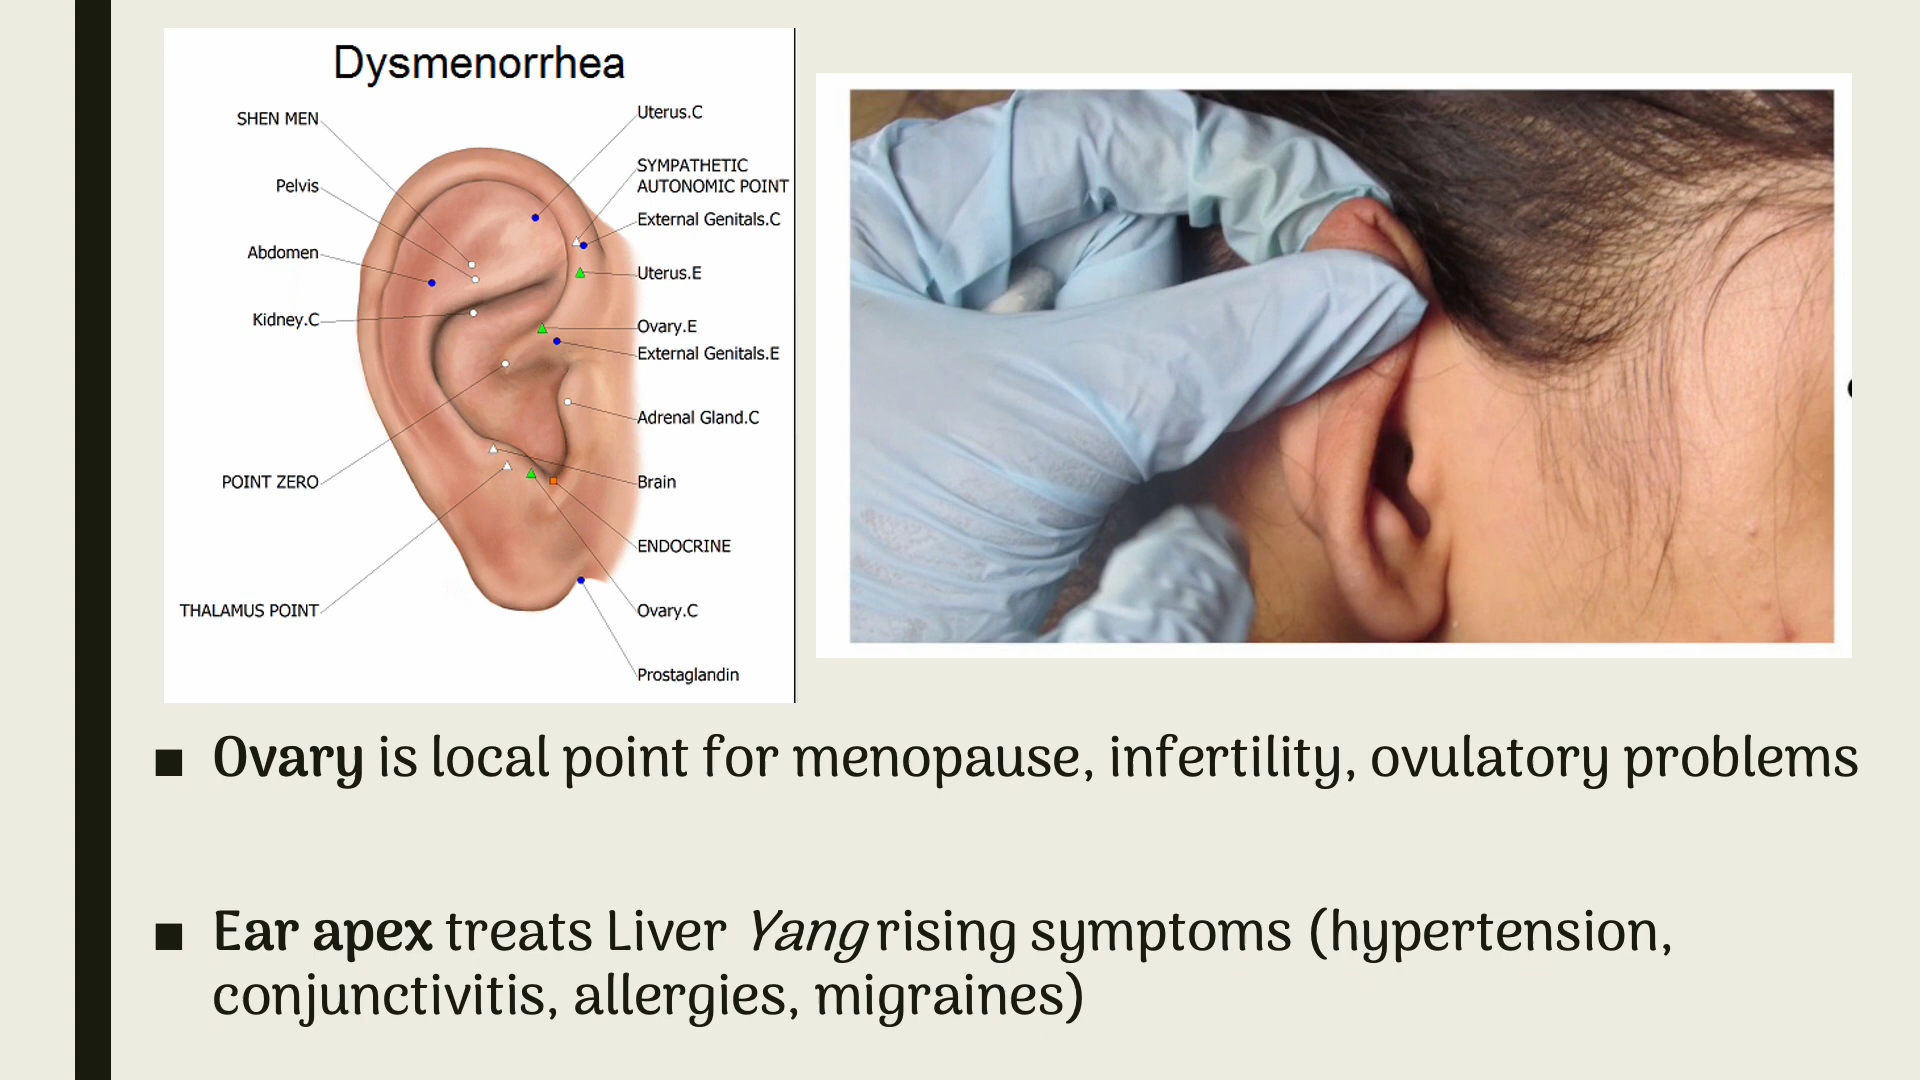 Dysmenorrhea
SHEN MEN
Pelvis
Abdomen
Kidney.C
POINT ZERO
THALAMUS POINT
Uterus.C
SYMPATHETIC
AUTONOMIC POINT
External Genitals.C
Uterus.E
Ovary.E
External Genitals.E
Adrenal Gland.C
Brain
ENDOCRINE
Ovary.C
Prostaglandin
■ Ovary is local point for menopause, infertility, ovulatory problems
■ Ear apex treats Liver Yang rising symptoms (hypertension,
conjunctivitis, allergies, migraines)